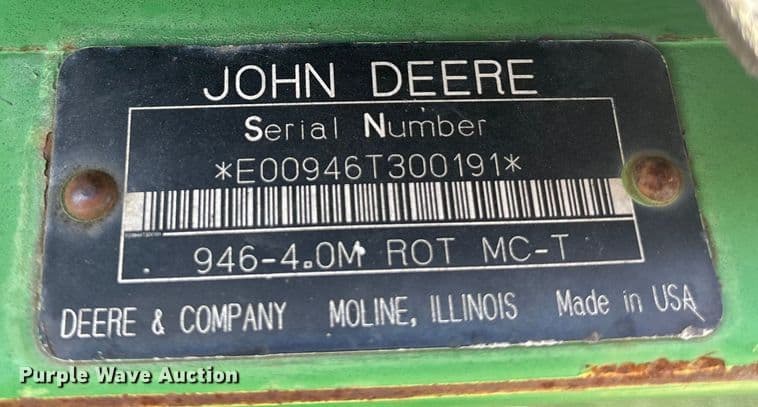 JOHN DEERE
Serial Number
*E00946T300191*
946-4.0M ROT MC-T
DEERE & COMPANY MOLINE, ILLINOIS Made in USA
Purple Wave Auction